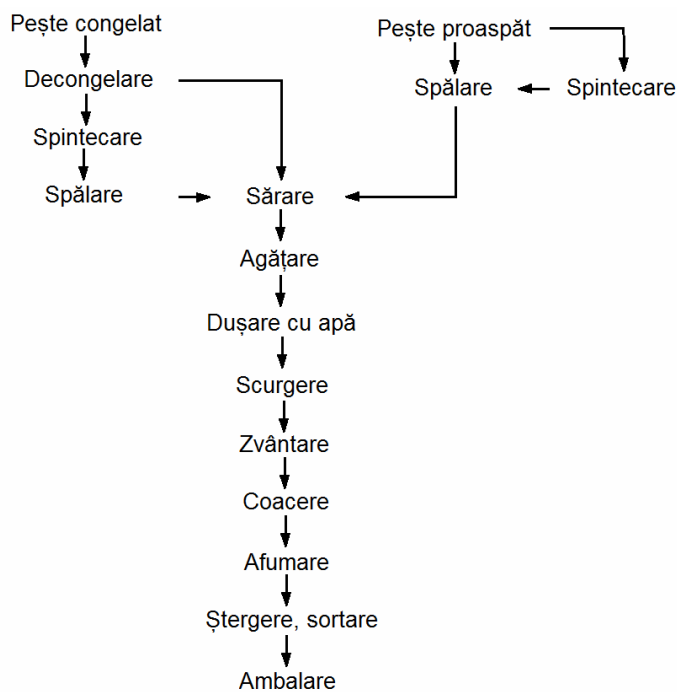 Pește congelat
Pește proaspăt
Decongelare
Spălare
Spintecare
Spintecare
Spălare
Sărare
Agățare
Dușare cu apă
Scurgere
Zvântare
Coacere
Afumare
Ștergere, sortare
Ambalare